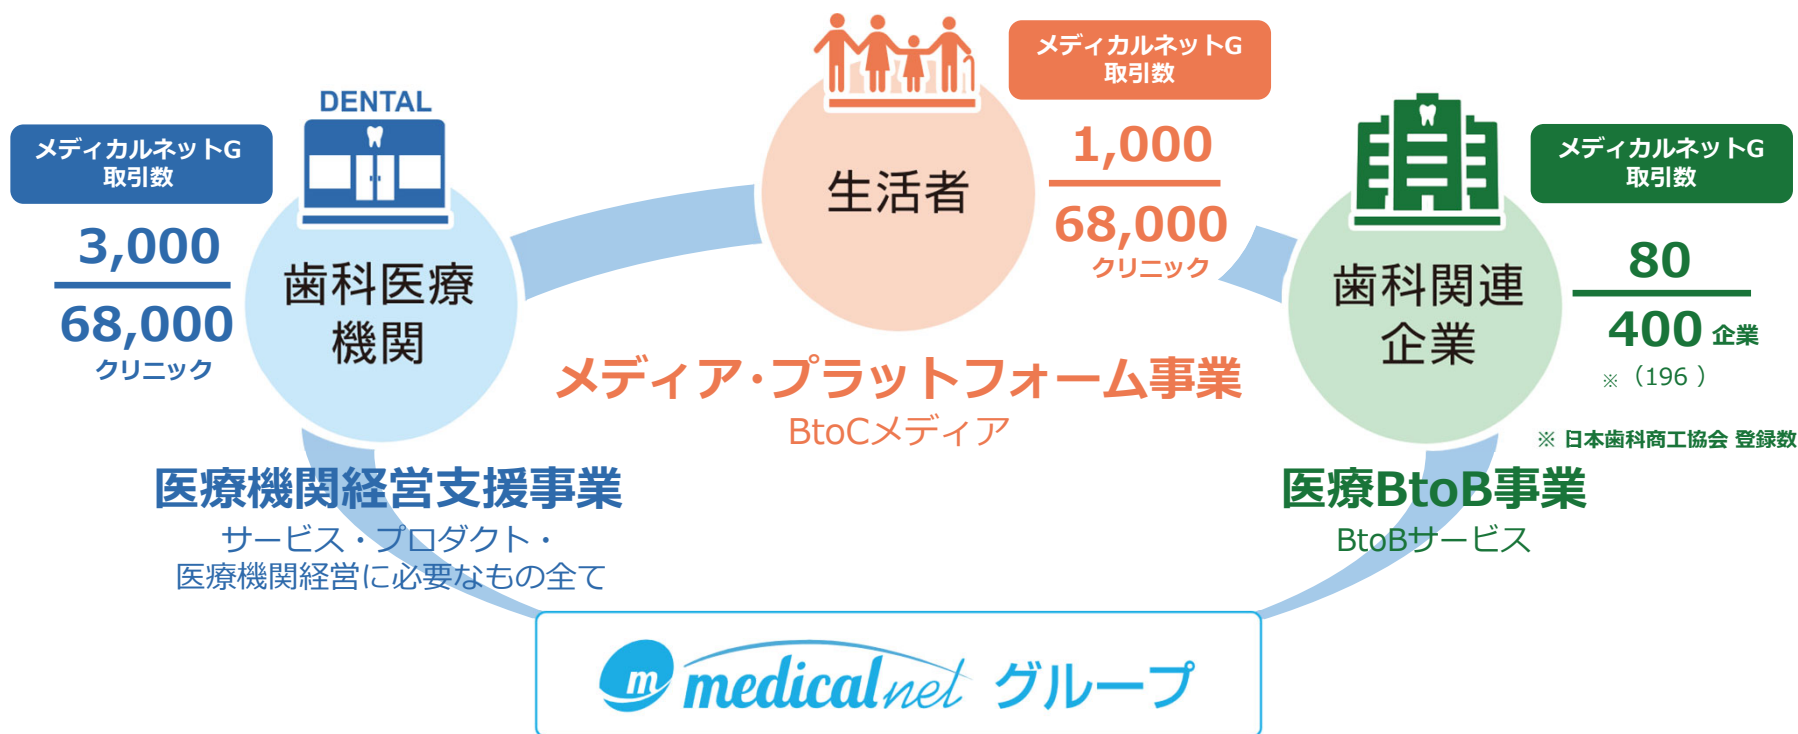 DENTAL
メディカルネットG
取引数
3,000
68,000
クリニック
歯科医療
機関
医療機関経営支援事業
サービス・プロダクト・
医療機関経営に必要なもの全て
生活者
メディカルネットG
取引数
1,000
68,000
クリニック
メディア・プラットフォーム事業
BtoCメディア
歯科関連
企業
メディカルネットG
取引数
80
400 企業
※（196 ）
※ 日本歯科商工協会 登録数
医療BtoB事業
BtoBサービス
m medicalnet グループ